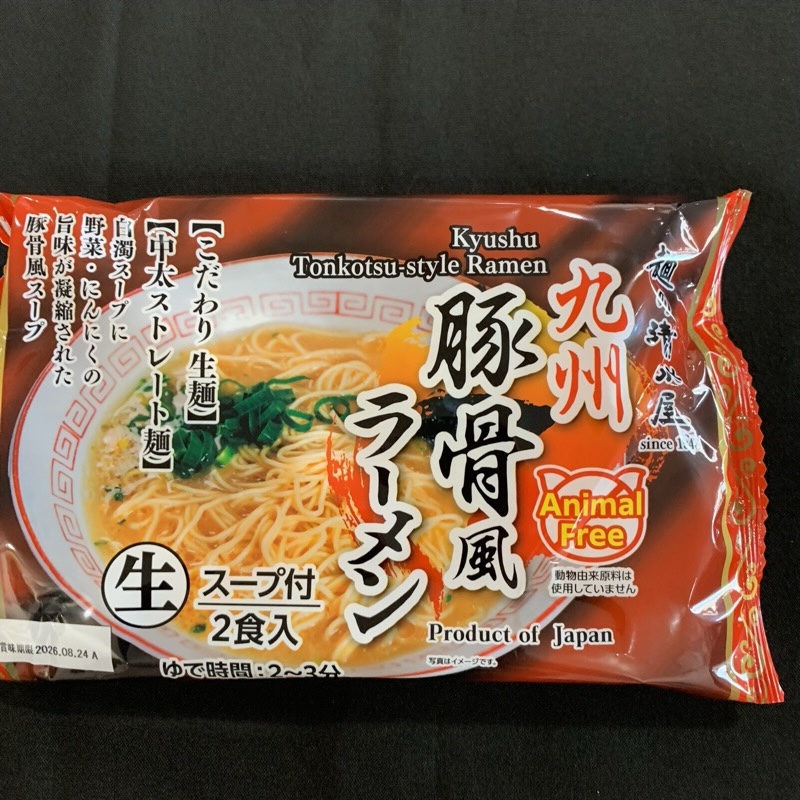 Kyushu
Tonkotsu-style Ramen
九州
豚骨風
ラーメン
清水屋
since
【こだわり 生麺】
【中太ストレート麺】
白濁スープに
野菜・にんにくの
旨味が凝縮された
豚骨風スープ
Animal
Free
動物由来原料は
使用していません
生
スープ付
2食入
Product of Japan
写真はイメージです。
賞味期限 2026.08.24 A
ゆで時間:2~3分